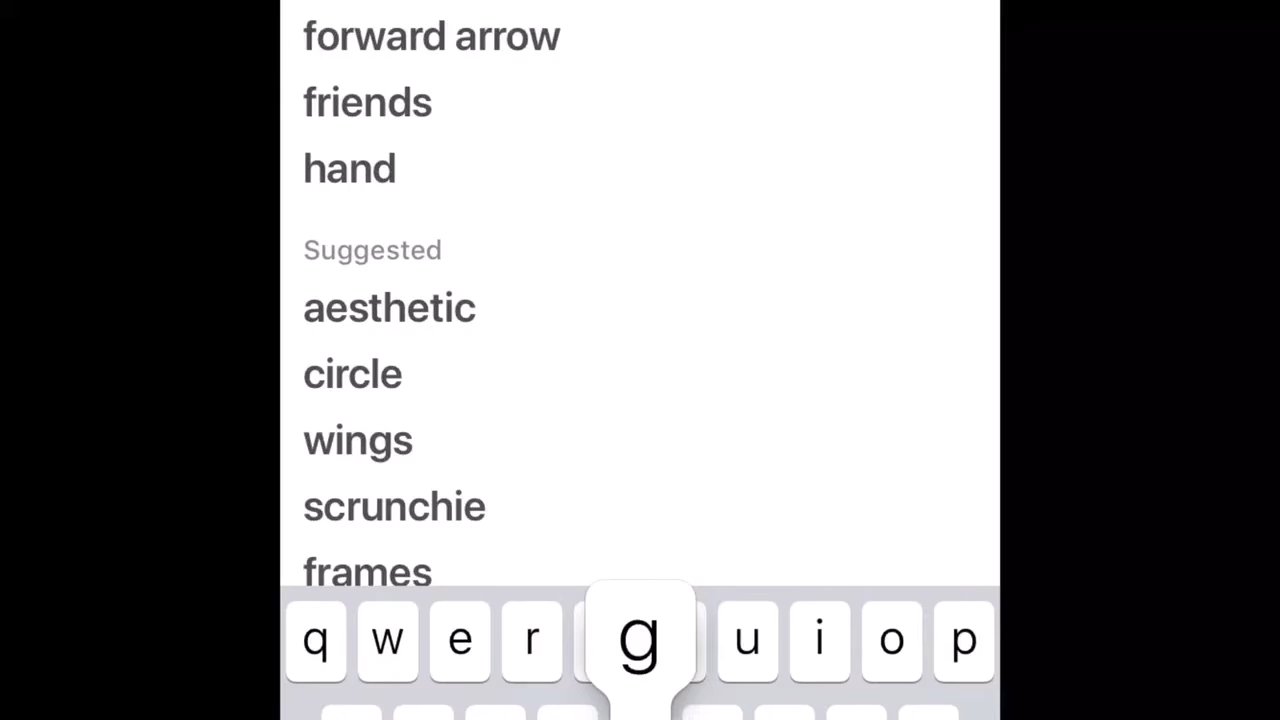 forward arrow
friends
hand
Suggested
aesthetic
circle
wings
scrunchie
frames
q w e r g u i o p